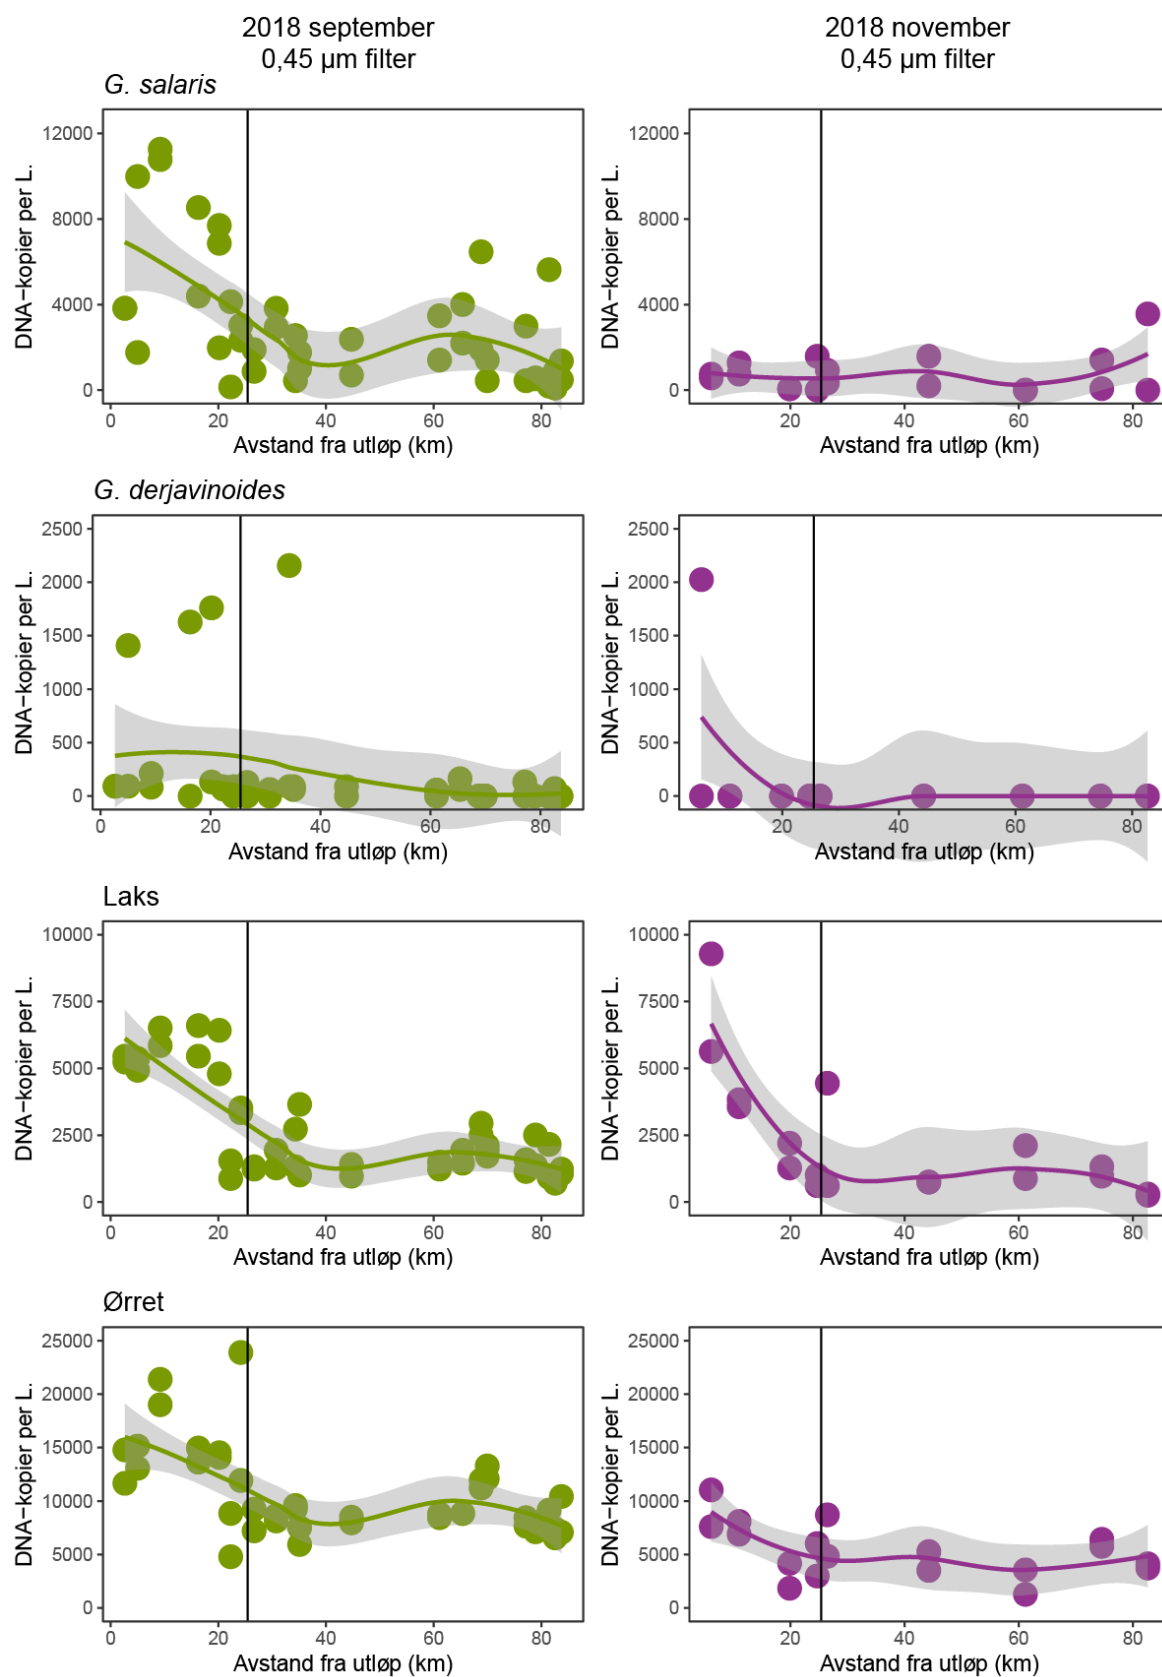 2018 september
0,45 µm filter
2018 november
0,45 µm filter
G. salaris
DNA−kopier per L.
12000
8000
4000
0
0 20 40 60 80
Avstand fra utløp (km)
DNA−kopier per L.
12000
8000
4000
0
20 40 60 80
Avstand fra utløp (km)
G. derjavinoides
DNA−kopier per L.
2500
2000
1500
1000
500
0
0 20 40 60 80
Avstand fra utløp (km)
DNA−kopier per L.
2500
2000
1500
1000
500
0
20 40 60 80
Avstand fra utløp (km)
Laks
DNA−kopier per L.
10000
7500
5000
2500
0
0 20 40 60 80
Avstand fra utløp (km)
DNA−kopier per L.
10000
7500
5000
2500
0
20 40 60 80
Avstand fra utløp (km)
Ørret
DNA−kopier per L.
25000
20000
15000
10000
5000
0
0 20 40 60 80
Avstand fra utløp (km)
DNA−kopier per L.
25000
20000
15000
10000
5000
0
20 40 60 80
Avstand fra utløp (km)